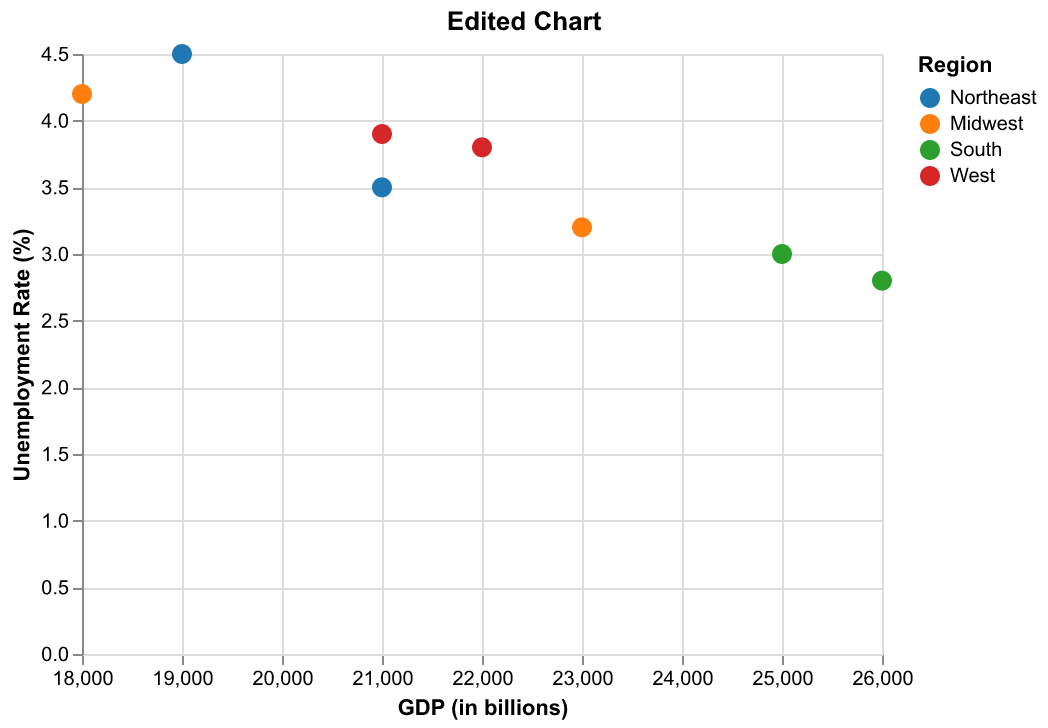 Edited Chart
4.5
4.0
3.5
3.0
2.5
2.0
1.5
1.0
0.5
0.0
Unemployment Rate (%)
18,000 19,000 20,000 21,000 22,000 23,000 24,000 25,000 26,000
GDP (in billions)
Region
Northeast
Midwest
South
West